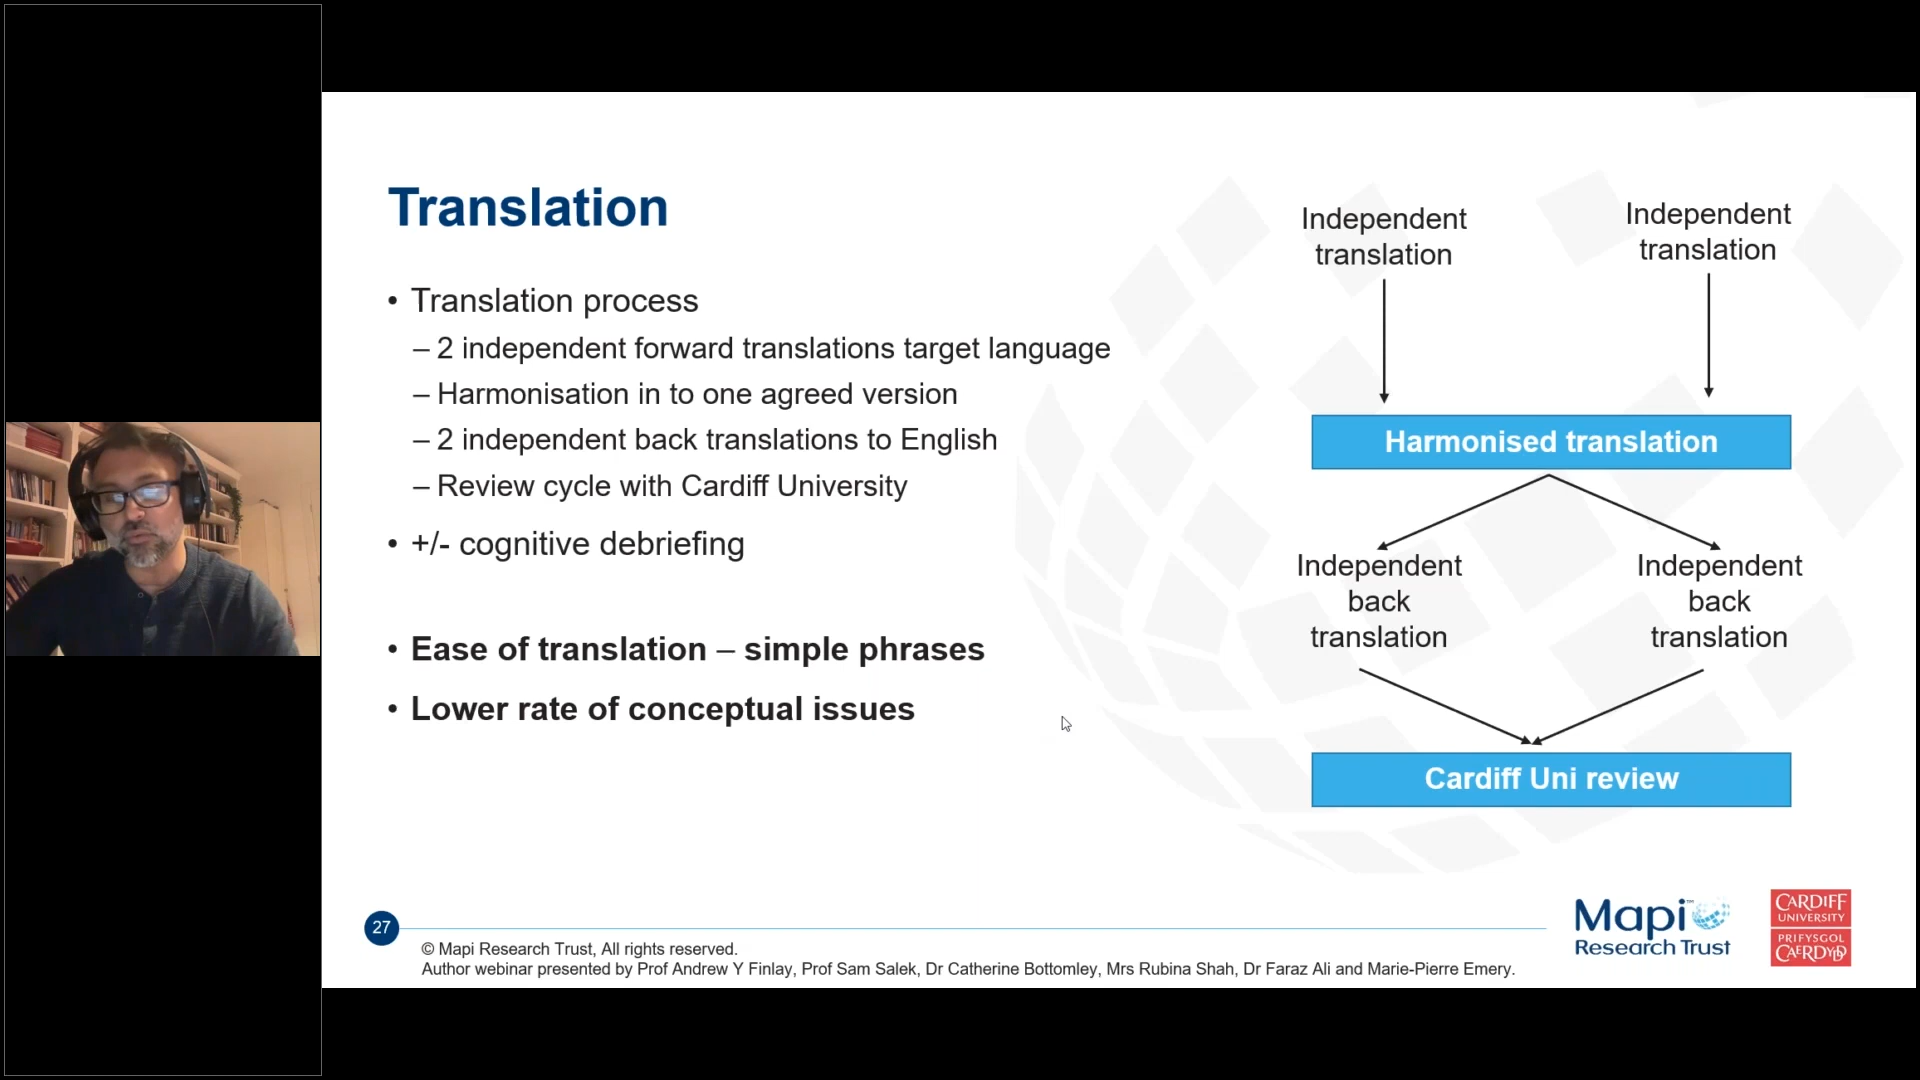 Translation
• Translation process
– 2 independent forward translations target language
– Harmonisation in to one agreed version
– 2 independent back translations to English
– Review cycle with Cardiff University
• +/- cognitive debriefing
• Ease of translation – simple phrases
• Lower rate of conceptual issues
Independent
translation
Independent
translation
Harmonised translation
Independent
back
translation
Independent
back
translation
Cardiff Uni review
27
© Mapi Research Trust, All rights reserved.
Author webinar presented by Prof Andrew Y Finlay, Prof Sam Salek, Dr Catherine Bottomley, Mrs Rubina Shah, Dr Faraz Ali and Marie-Pierre Emery.
Mapi™
Research Trust
CARDIFF
UNIVERSITY
PRIFYSGOL
CAERDYDD